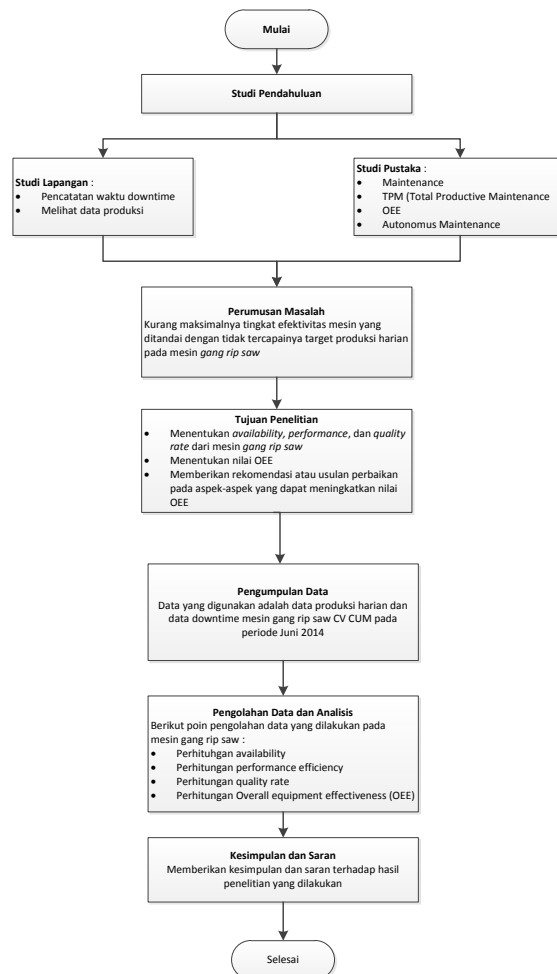 Mulai
Studi Pendahuluan
Studi Lapangan :
• Pencatatan waktu downtime
• Melihat data produksi
Studi Pustaka :
• Maintenance
• TPM (Total Productive Maintenance
• OEE
• Autonomus Maintenance
Perumusan Masalah
Kurang maksimalnya tingkat efektivitas mesin yang
ditandai dengan tidak tercapainya target produksi harian
pada mesin gang rip saw
Tujuan Penelitian
• Menentukan availability, performance, dan quality
rate dari mesin gang rip saw
• Menentukan nilai OEE
• Memberikan rekomendasi atau usulan perbaikan
pada aspek-aspek yang dapat meningkatkan nilai
OEE
Pengumpulan Data
Data yang digunakan adalah data produksi harian dan
data downtime mesin gang rip saw CV CUM pada
periode Juni 2014
Pengolahan Data dan Analisis
Berikut poin pengolahan data yang dilakukan pada
mesin gang rip saw :
• Perhituhgan availability
• Perhitungan performance efficiency
• Perhitungan quality rate
• Perhitungan Overall equipment effectiveness (OEE)
Kesimpulan dan Saran
Memberikan kesimpulan dan saran terhadap hasil
penelitian yang dilakukan
Selesai